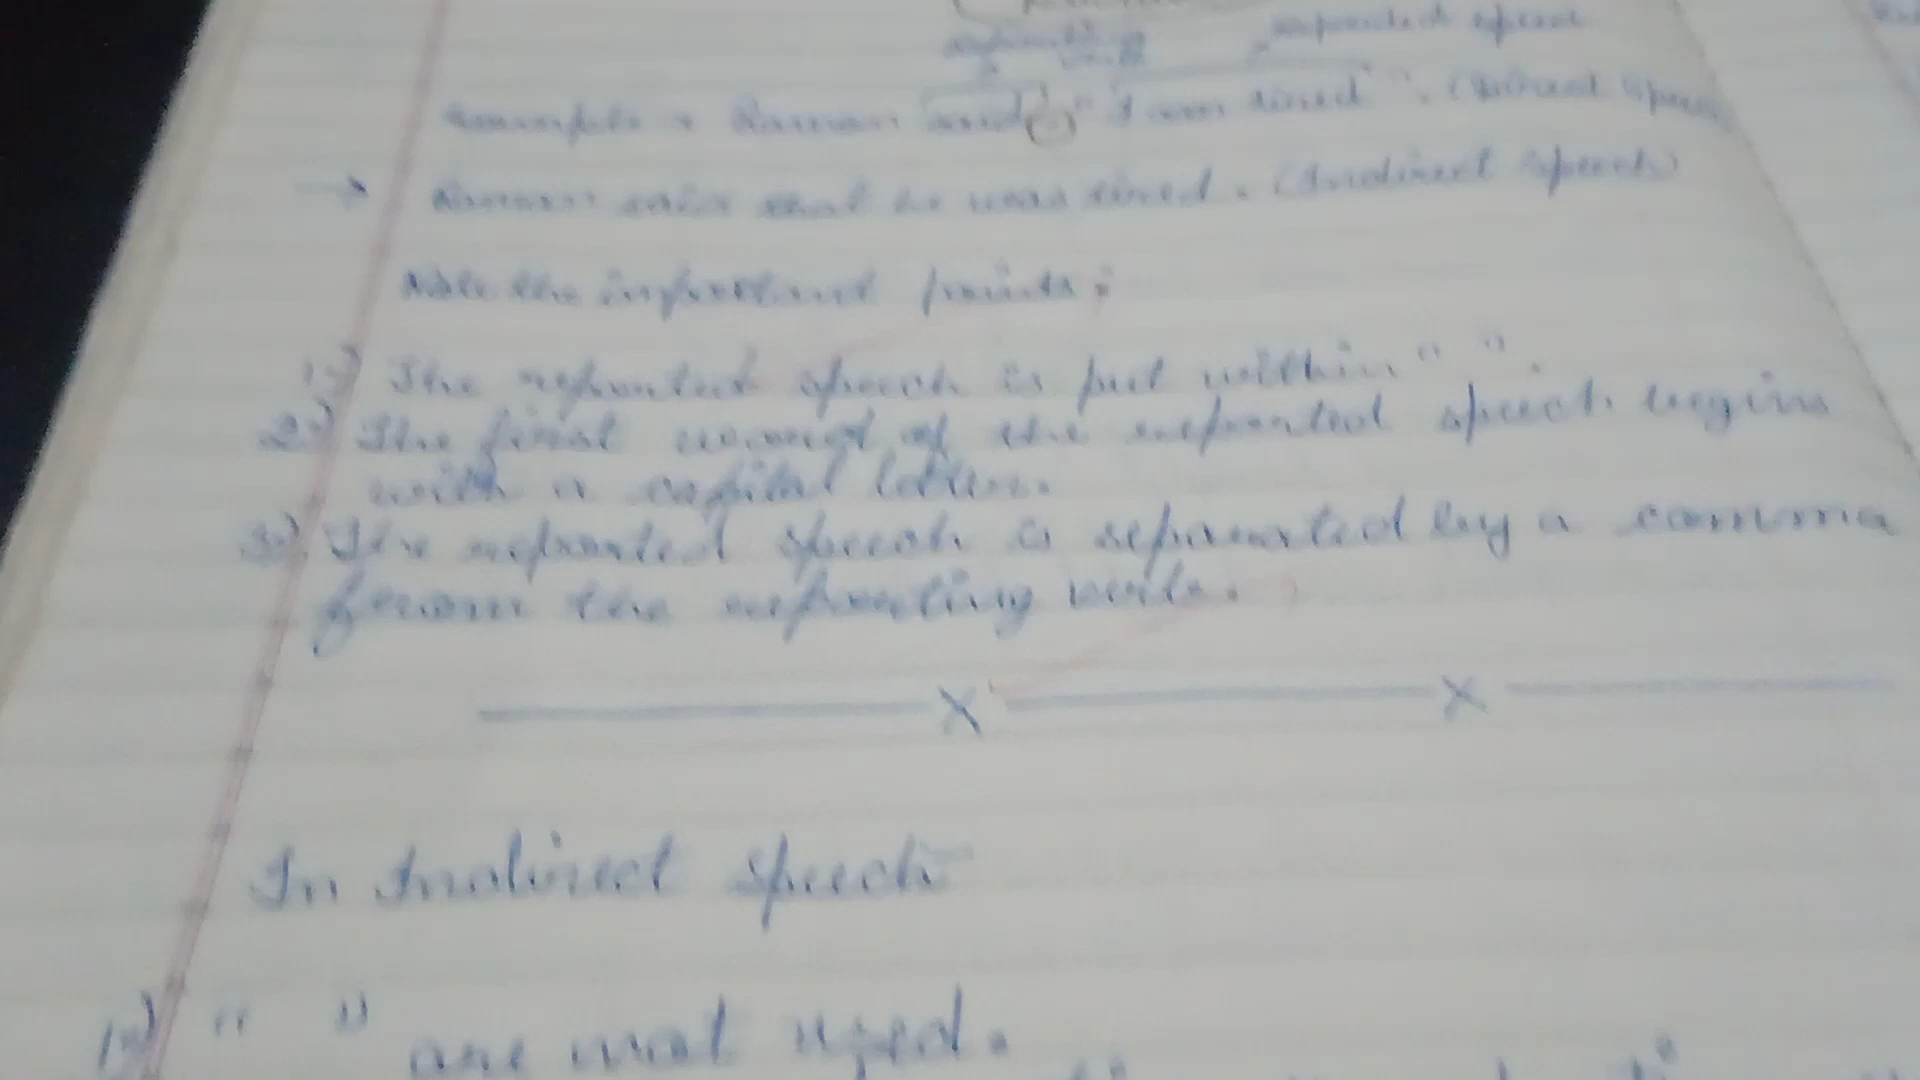 reported speech
Example → Raman said, "I am tired". (Direct Speech
→ Raman said that he was tired. (Indirect Speech)
Note the important points:
1) The reported speech is put within " ".
2) The first word of the reported speech begins
with a capital letter.
3) The reported speech is separated by a comma
from the reporting verb.
In Indirect Speech
1) " " are not used.